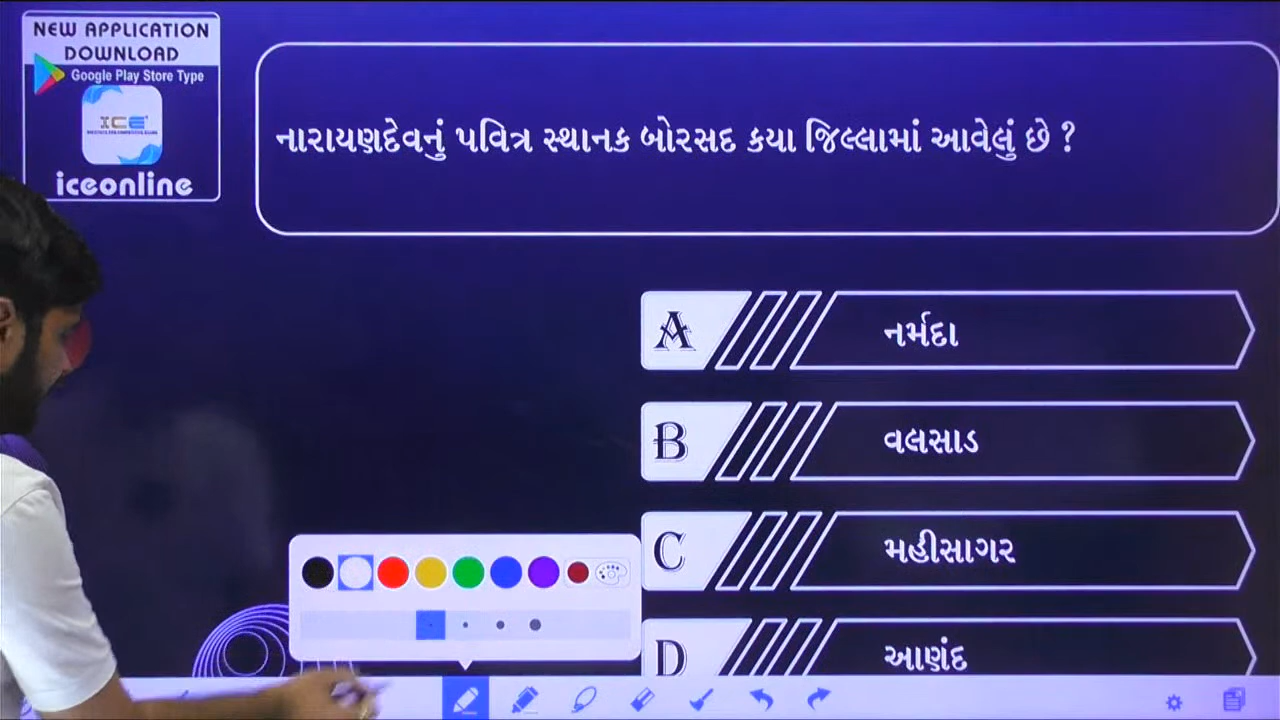 NEW APPLICATION
DOWNLOAD
Google Play Store Type
ICE
iceonline
નારાયણદેવનું પવિત્ર સ્થાનક બોરસદ કયા જિલ્લામાં આવેલું છે ?
A નર્મદા
B વલસાડ
C મહીસાગર
D આણંદ